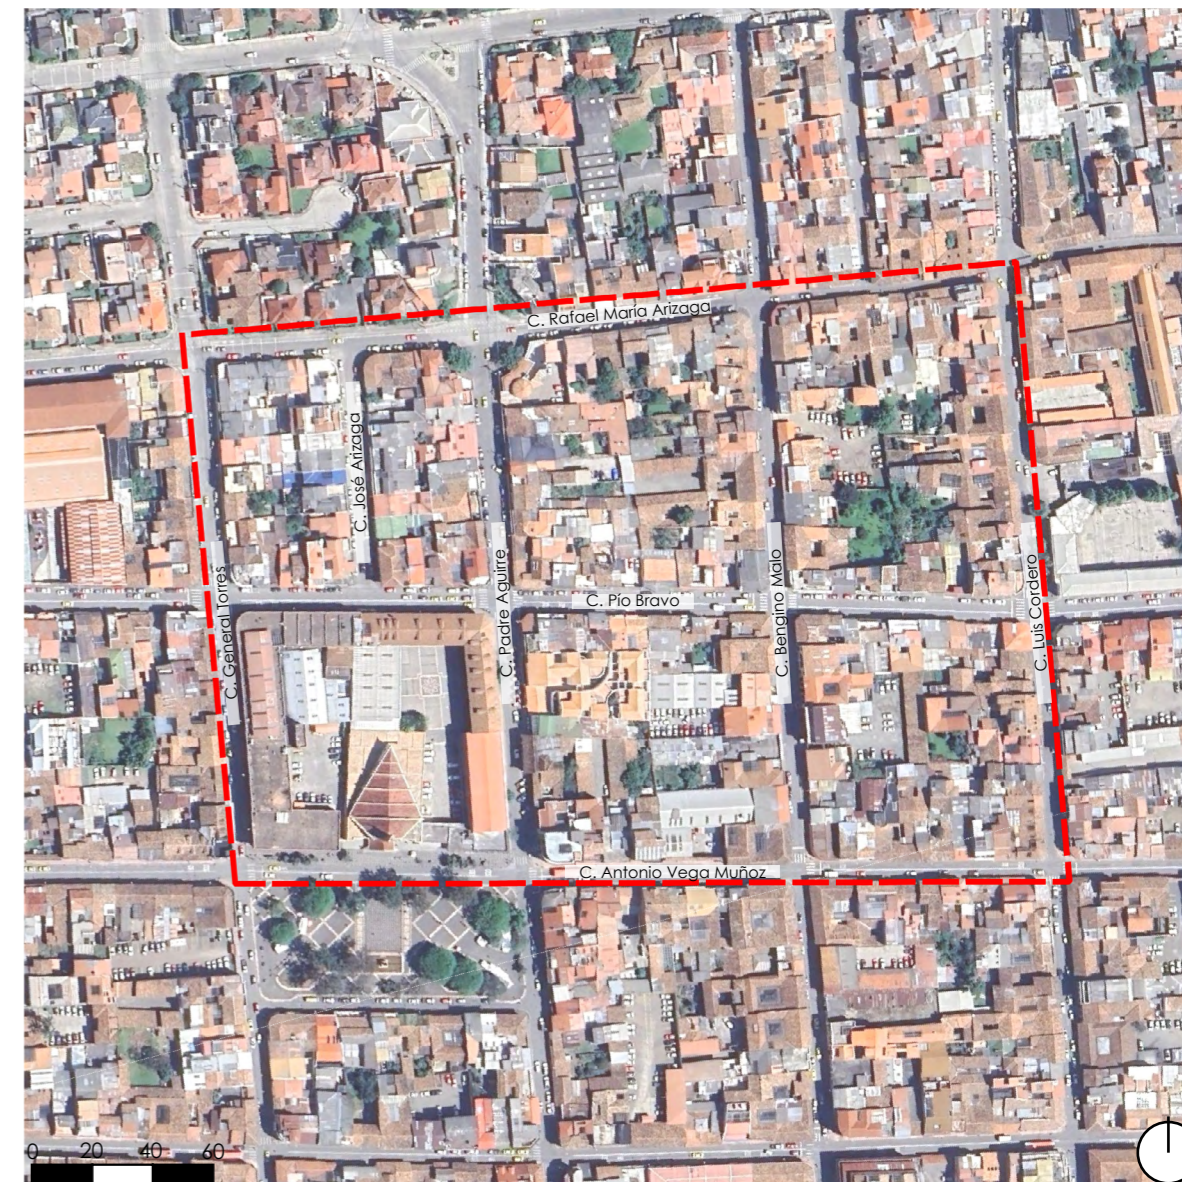 C. Rafael María Arizaga
C. José Arizaga
C. General Torres
C. Padre Aguirre
C. Pío Bravo
C. Bengino Malo
C. Luis Cordero
C. Antonio Vega Muñoz
0 20 40 60